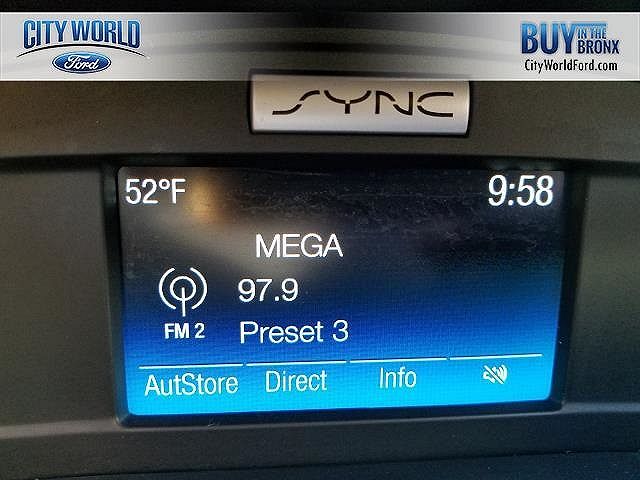 CITY WORLD
Ford
BUY IN THE BRONX
CityWorldFord.com
SYNC
52°F 9:58
MEGA
97.9
FM 2 Preset 3
AutStore Direct Info